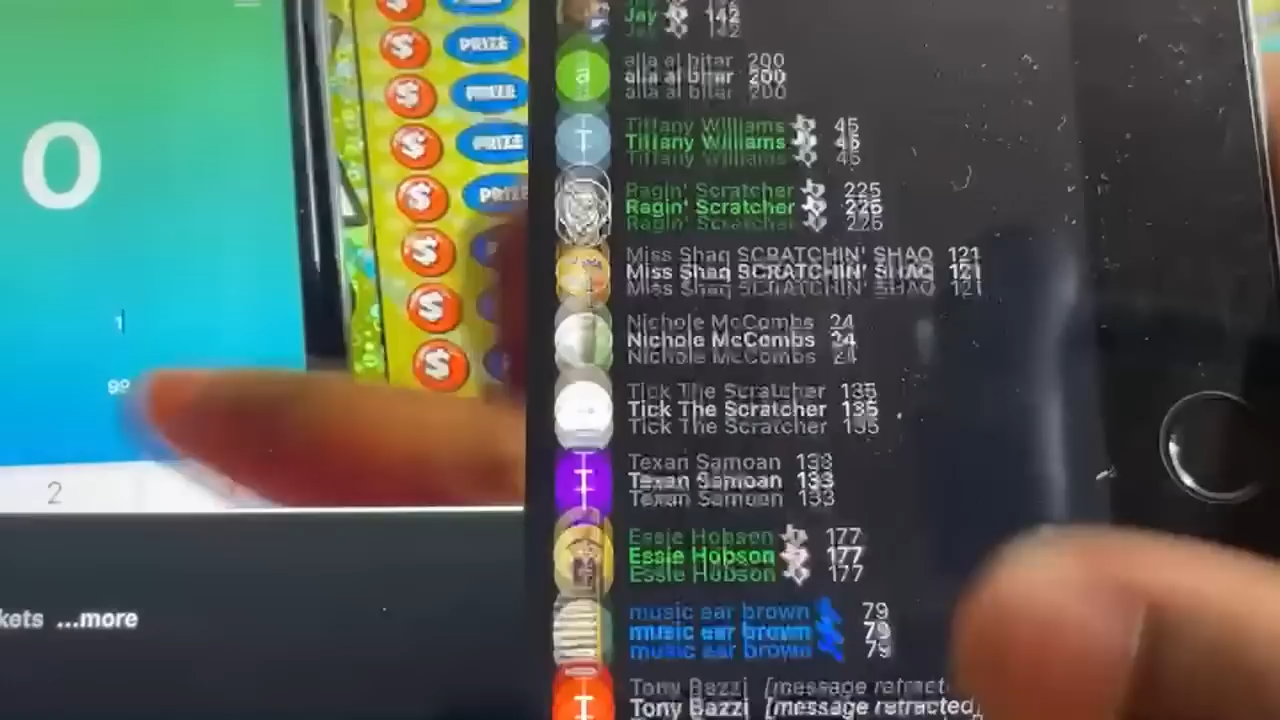 Jay 142
a alla al bitar 200
T Tiffany Williams 45
Ragin' Scratcher 225
Miss Shaq SCRATCHIN' SHAQ 121
Nichole McCombs 24
Tick The Scratcher 135
T Texan Samoan 133
Essie Hobson 177
music ear brown 79
T Tony Bazzi [message retracted]
0
1
99
2
kets ...more
$ PRIZE
$ PRIZE
$ PRIZE
$ PRIZE
$
$
$